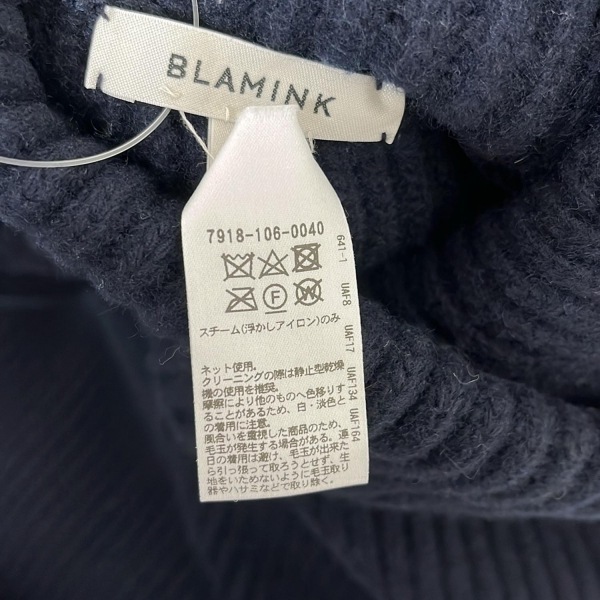 BLAMINK
7918-106-0040
F
W
スチーム(浮かしアイロン)のみ
ネット使用。
クリーニングの際は静止型乾燥
機の使用を推奨。
摩擦により他のものへ色移りす
ることがあるため、白・淡色と
の着用に注意。
風合いを重視した商品のため、
毛玉が発生する場合がある。連
日の着用は避け、毛玉が出来た
ら引っ張って取ろうとせず、生
地をいためないように毛玉取り
器やハサミなどで取り除く。
641-1 UAF8 UAF17 UAF134 UAF164